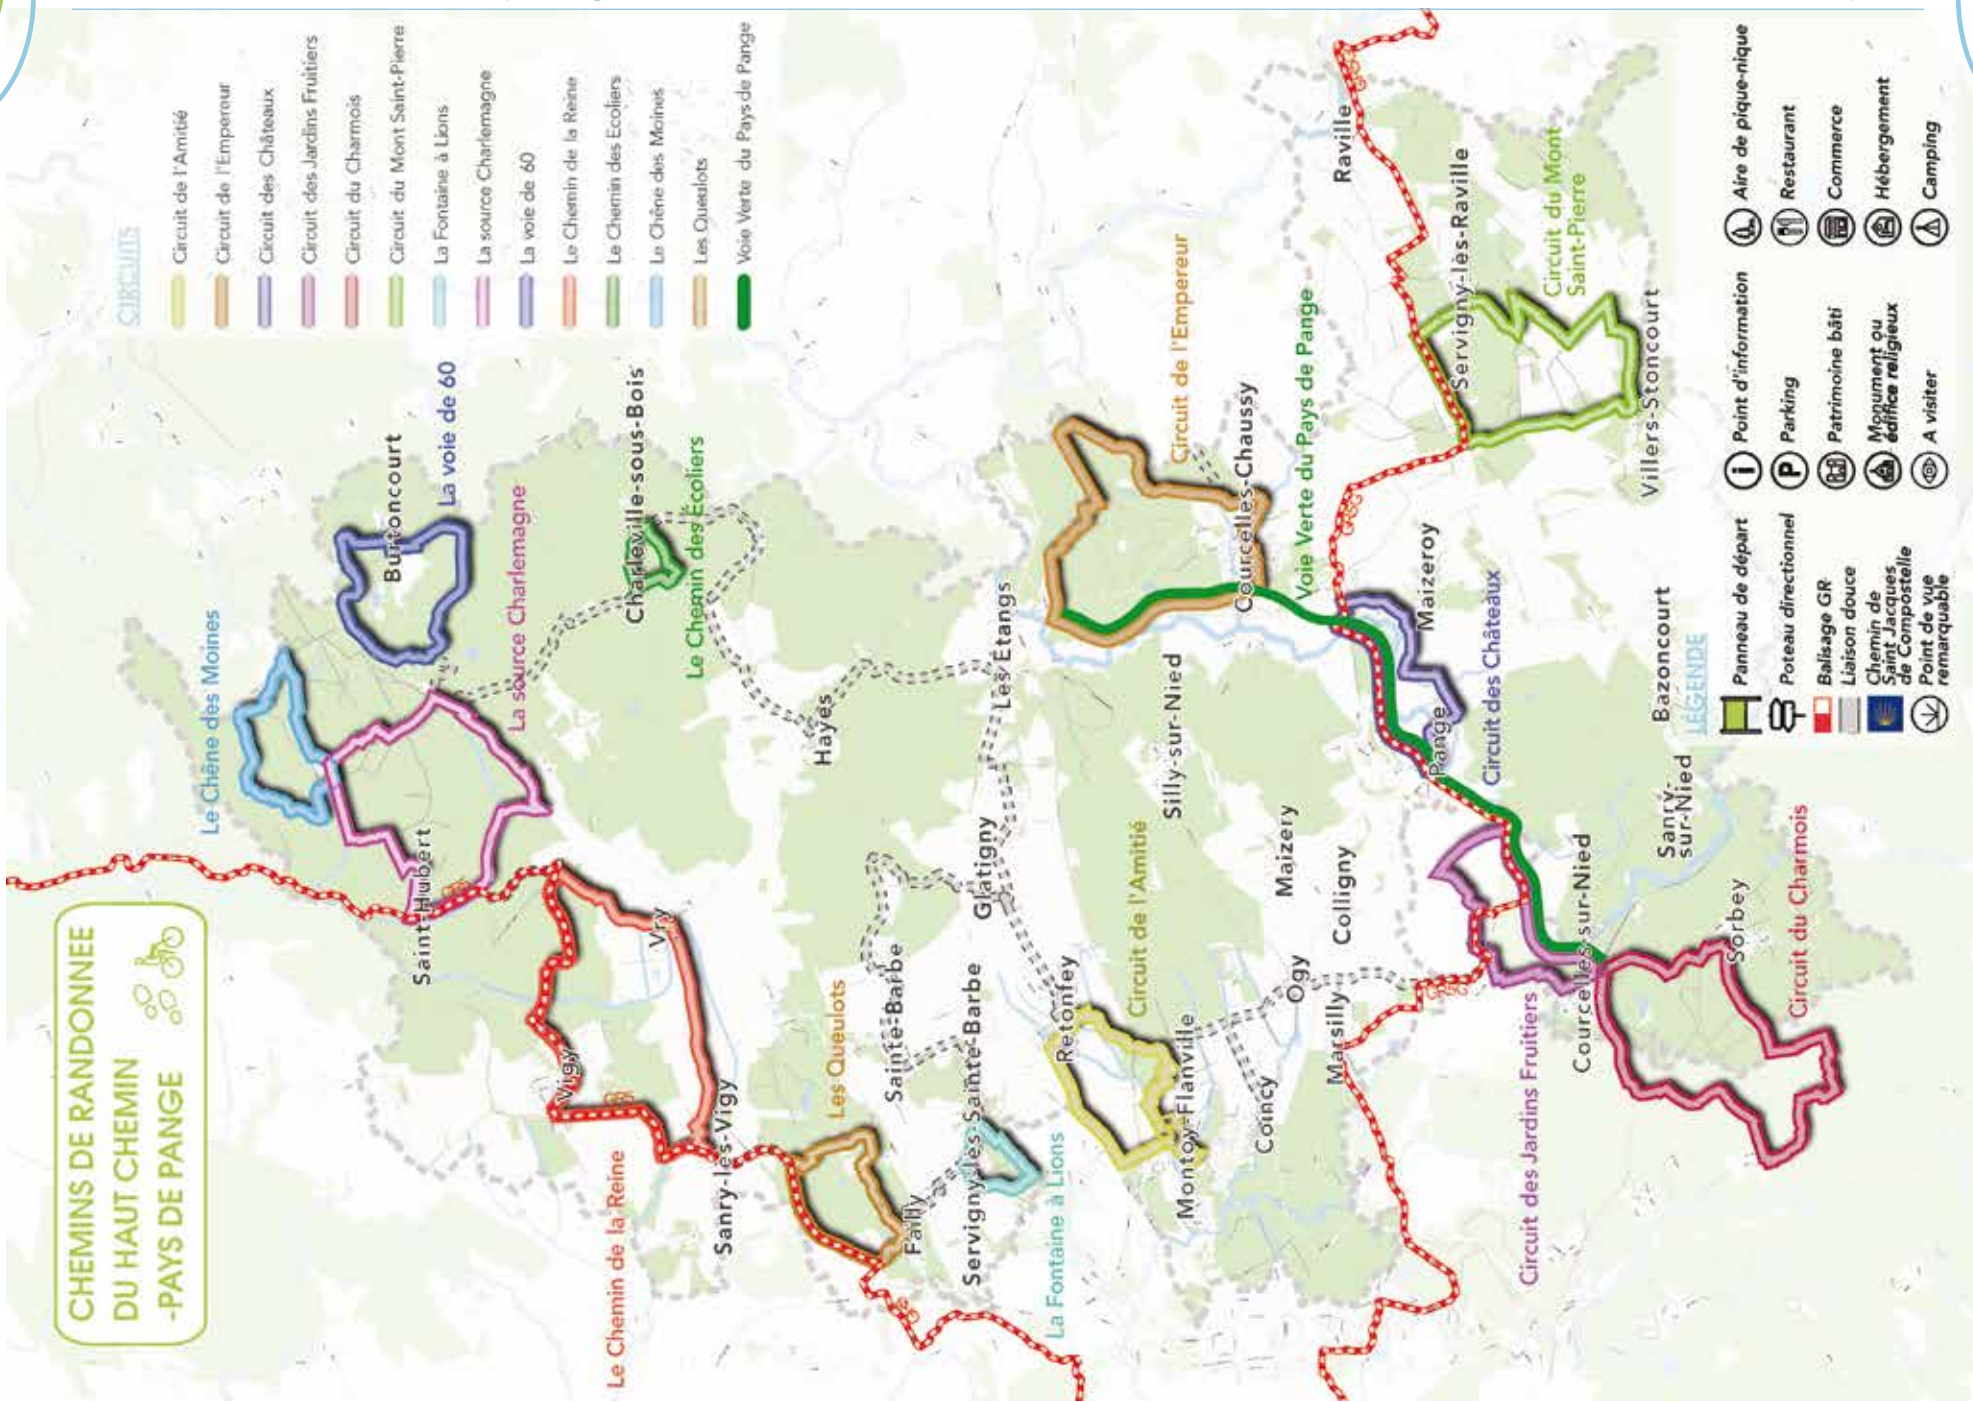 CHEMINS DE RANDONNEE
DU HAUT CHEMIN
-PAYS DE PANGE
CIRCUITS
Circuit de l'Amitié
Circuit de l'Empereur
Circuit des Châteaux
Circuit des Jardins Fruitiers
Circuit du Charmois
Circuit du Mont Saint-Pierre
La Fontaine à Lions
La source Charlemagne
La voie de 60
Le Chemin de la Reine
Le Chemin des Ecoliers
Le Chêne des Moines
Les Queulots
Voie Verte du Pays de Pange
Le Chêne des Moines
Burtoncourt
La voie de 60
Saint-Hubert
La source Charlemagne
Charleville-sous-Bois
Le Chemin des Ecoliers
Vigy
Vry
Le Chemin de la Reine
Sanry-lès-Vigy
Hayes
Les Queulots
Sainte-Barbe
Failly
Servigny-lès-Sainte-Barbe
Glatigny
Les Etangs
La Fontaine à Lions
Retonfey
Circuit de l'Amitié
Montoy-Flanville
Silly-sur-Nied
Circuit de l'Empereur
Courcelles-Chaussy
Coincy
Ogy
Maizery
Colligny
Marsilly
Voie Verte du Pays de Pange
Raville
Servigny-lès-Raville
Circuit du Mont
Saint-Pierre
Villers-Stoncourt
Maizeroy
Pange
Circuit des Châteaux
Circuit des Jardins Fruitiers
Courcelles-sur-Nied
Bazoncourt
Sanry-
sur-Nied
Sorbey
Circuit du Charmois
LÉGENDE
Panneau de départ
Poteau directionnel
Balisage GR
Liaison douce
Chemin de
Saint Jacques
de Compostelle
Point de vue
remarquable
i Point d'information
P Parking
Patrimoine bâti
Monument ou
édifice religieux
A visiter
Aire de pique-nique
Restaurant
Commerce
Hébergement
Camping